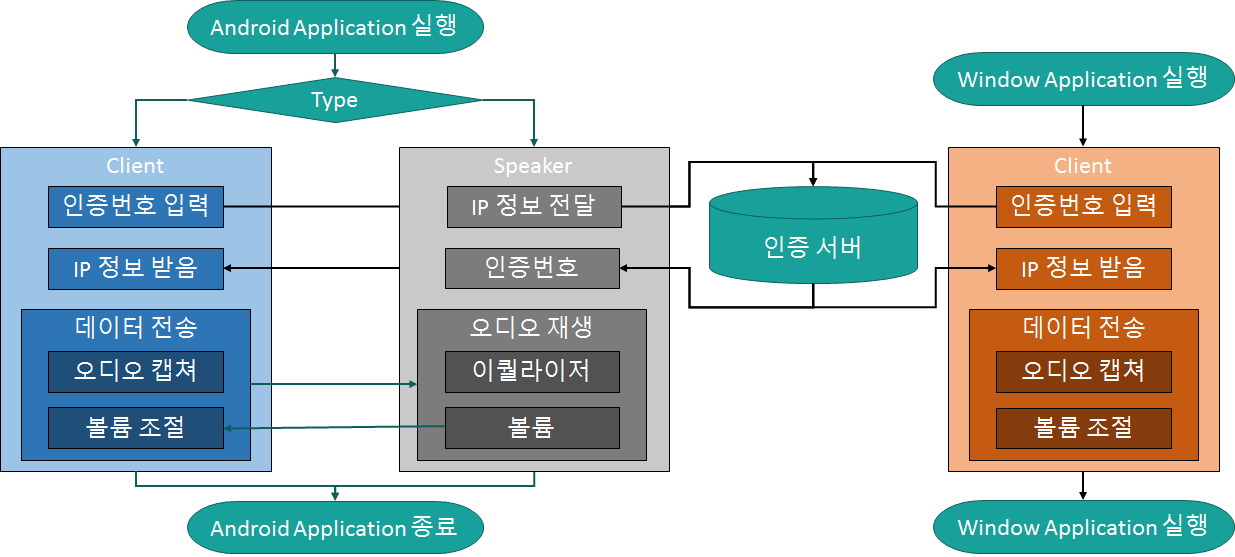 Android Application 실행
Type
Window Application 실행
Client
인증번호 입력
IP 정보 받음
데이터 전송
오디오 캡쳐
볼륨 조절
Speaker
IP 정보 전달
인증번호
오디오 재생
이퀄라이저
볼륨
인증 서버
Client
인증번호 입력
IP 정보 받음
데이터 전송
오디오 캡쳐
볼륨 조절
Android Application 종료
Window Application 실행